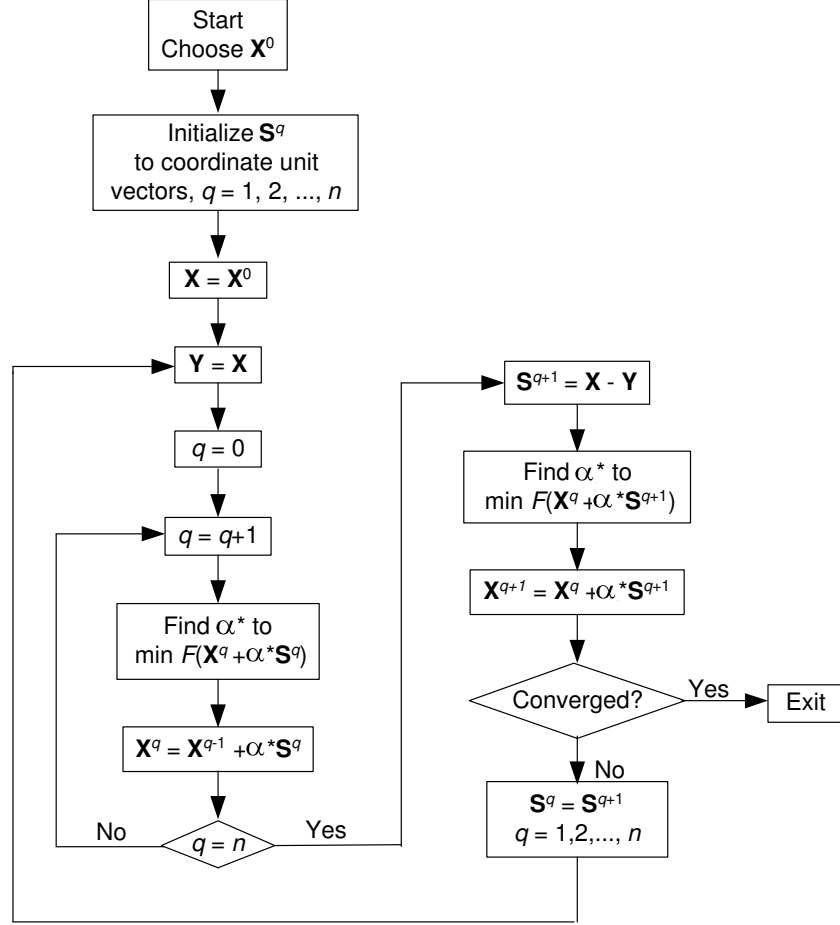 Start
Choose X⁰
Initialize S^q
to coordinate unit
vectors, q = 1, 2, ..., n
X = X⁰
Y = X
q = 0
q = q+1
Find α* to
min F(X^q +α*S^q)
X^q = X^{q-1} +α*S^q
q = n
No
Yes
S^{q+1} = X - Y
Find α* to
min F(X^q +α*S^{q+1})
X^{q+1} = X^q +α*S^{q+1}
Converged?
Yes
Exit
No
S^q = S^{q+1}
q = 1,2,..., n